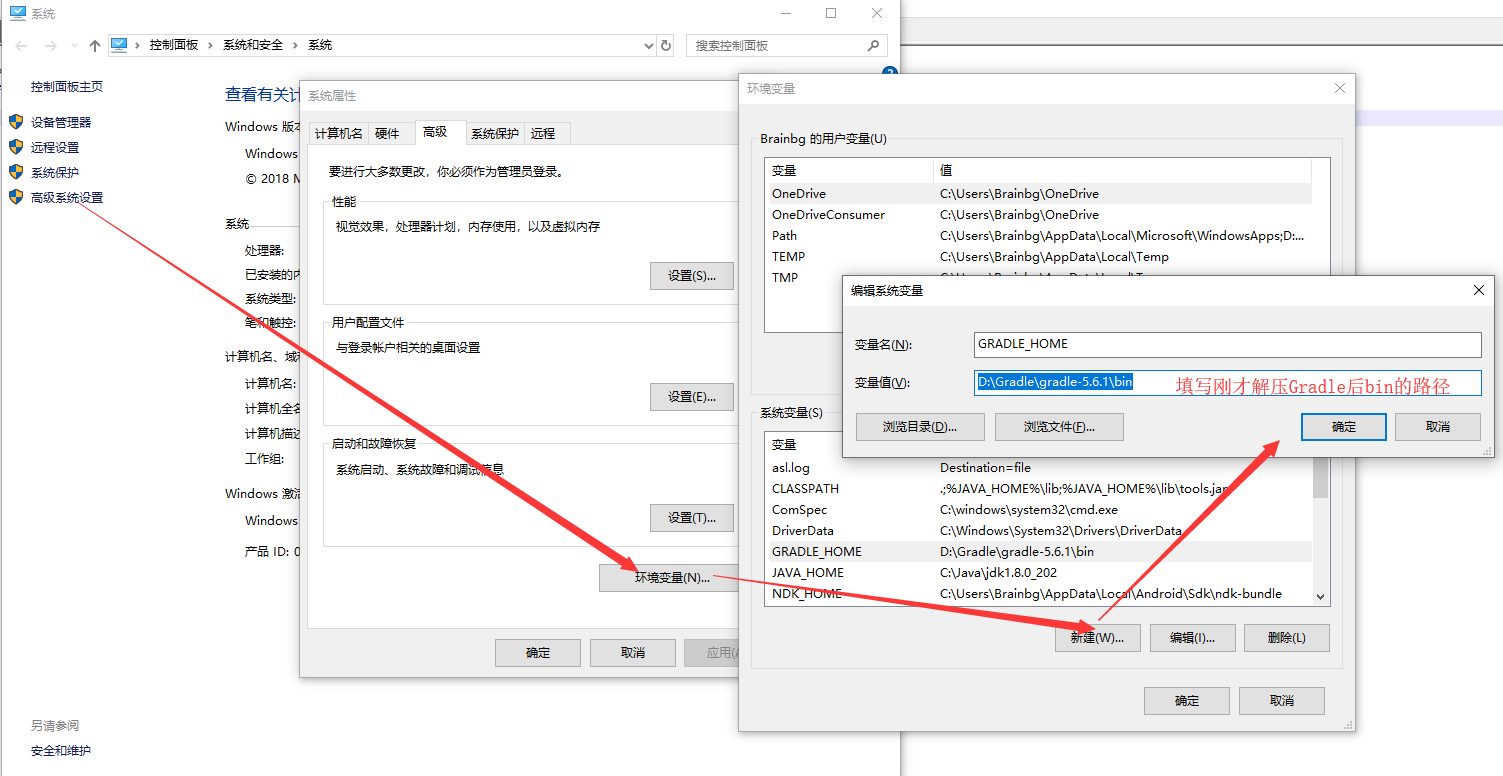 系统
控制面板 › 系统和安全 › 系统
搜索控制面板
控制面板主页
设备管理器
远程设置
系统保护
高级系统设置
另请参阅
安全和维护
查看有关计
Windows 版本
Windows
© 2018 M
系统
处理器:
已安装的内
系统类型:
笔和触控:
计算机名、域
计算机名:
计算机全名
计算机描述
工作组:
Windows 激活
Windows
产品 ID: 0
系统属性
计算机名 硬件 高级 系统保护 远程
要进行大多数更改，你必须作为管理员登录。
性能
视觉效果，处理器计划，内存使用，以及虚拟内存
设置(S)...
用户配置文件
与登录帐户相关的桌面设置
设置(E)...
启动和故障恢复
系统启动、系统故障和调试信息
设置(T)...
环境变量(N)...
确定 取消 应用(A
环境变量
Brainbg 的用户变量(U)
变量 值
OneDrive C:\Users\Brainbg\OneDrive
OneDriveConsumer C:\Users\Brainbg\OneDrive
Path C:\Users\Brainbg\AppData\Local\Microsoft\WindowsApps;D:...
TEMP C:\Users\Brainbg\AppData\Local\Temp
TMP
编辑系统变量
变量名(N): GRADLE_HOME
变量值(V): D:\Gradle\gradle-5.6.1\bin 填写刚才解压Gradle后bin的路径
浏览目录(D)... 浏览文件(F)... 确定 取消
系统变量(S)
变量
asl.log Destination=file
CLASSPATH .;%JAVA_HOME%\lib;%JAVA_HOME%\lib\tools.jar
ComSpec C:\windows\system32\cmd.exe
DriverData C:\Windows\System32\Drivers\DriverData
GRADLE_HOME D:\Gradle\gradle-5.6.1\bin
JAVA_HOME C:\Java\jdk1.8.0_202
NDK_HOME C:\Users\Brainbg\AppData\Local\Android\Sdk\ndk-bundle
新建(W)... 编辑(I)... 删除(L)
确定 取消